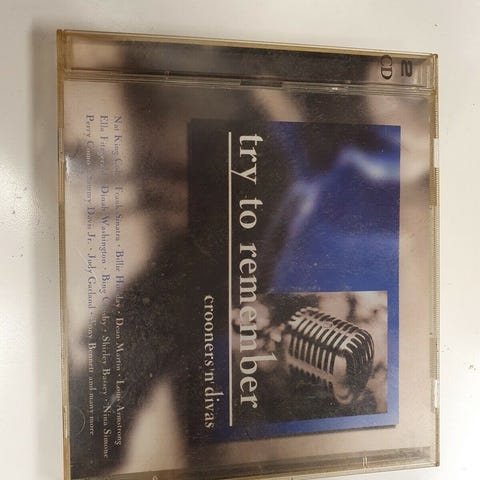 2
CD
try to remember
crooners'n'divas
Nat King Cole • Frank Sinatra • Billie Holiday • Dean Martin • Louis Armstrong
Ella Fitzgerald • Dinah Washington • Bing Crosby • Shirley Bassey • Nina Simone
Perry Como • Sammy Davis Jr. • Judy Garland • Tony Bennett and many more